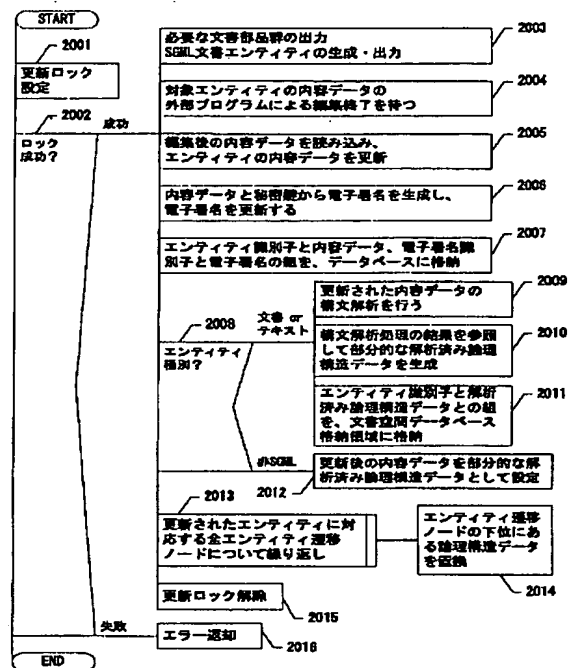 START
2001
更新ロック
設定
2002
ロック
成功?
成功
2003
必要な文書部品群の出力
SGML文書エンティティの生成・出力
2004
対象エンティティの内容データの
外部プログラムによる編集終了を待つ
2005
編集後の内容データを読み込み、
エンティティの内容データを更新
2006
内容データと秘密鍵から電子署名を生成し、
電子署名を更新する
2007
エンティティ識別子と内容データ、電子署名識
別子と電子署名の組を、データベースに格納
2008
エンティティ
種別?
文書 or
テキスト
2009
更新された内容データの
構文解析を行う
2010
構文解析処理の結果を参照
して部分的な解析済み論理
構造データを生成
2011
エンティティ識別子と解析
済み論理構造データとの組
を、文書空間データベース
格納領域に格納
非SGML
2012
更新後の内容データを部分的な解
析済み論理構造データとして設定
2013
更新されたエンティティに対
応する全エンティティ遷移
ノードについて繰り返し
エンティティ遷移
ノードの下位にあ
る論理構造データ
を置換
2014
更新ロック解除
2015
失敗
エラー返却
2016
END